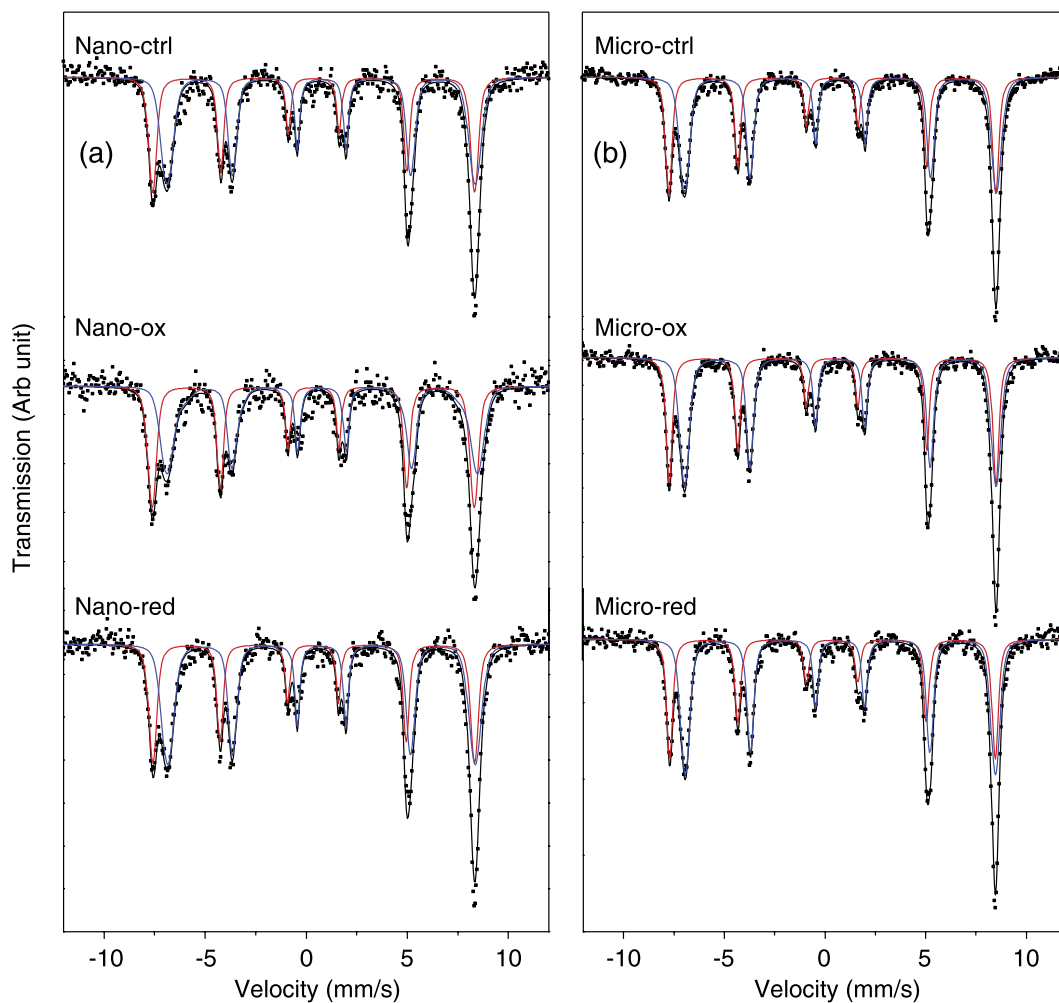 Nano-ctrl
(a)
Nano-ox
Nano-red
Transmission (Arb unit)
-10 -5 0 5 10
Velocity (mm/s)
Micro-ctrl
(b)
Micro-ox
Micro-red
-10 -5 0 5 10
Velocity (mm/s)